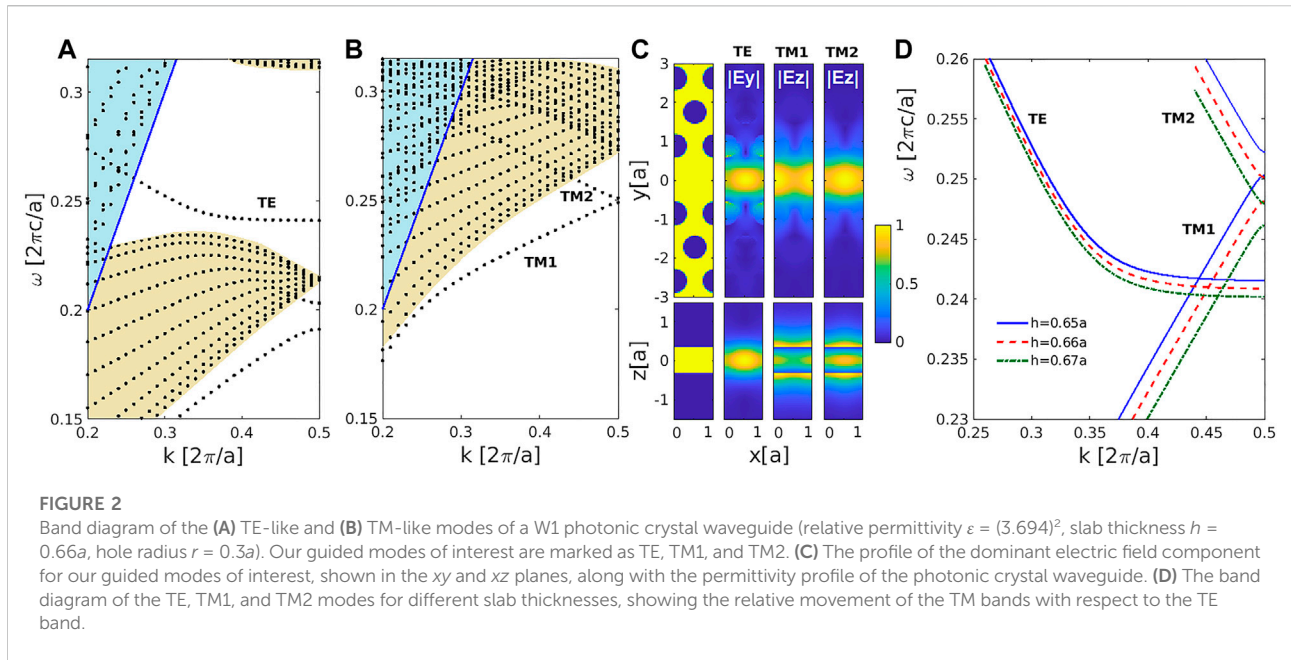 A
ω [2πc/a]
0.3
0.25
0.2
0.15
TE
0.2 0.3 0.4 0.5
k [2π/a]
B
0.3
0.25
0.2
0.15
TM2
TM1
0.2 0.3 0.4 0.5
k [2π/a]
C
TE TM1 TM2
|Ey| |Ez| |Ez|
y[a]
3
2
1
0
-1
-2
-3
z[a]
1
0
-1
1
0.5
0
0 1 0 1 0 1 0 1
x[a]
D
ω [2πc/a]
0.26
0.255
0.25
0.245
0.24
0.235
0.23
TE
TM2
TM1
h=0.65a
h=0.66a
h=0.67a
0.25 0.3 0.35 0.4 0.45 0.5
k [2π/a]
FIGURE 2
Band diagram of the (A) TE-like and (B) TM-like modes of a W1 photonic crystal waveguide (relative permittivity ε = (3.694)², slab thickness h =
0.66a, hole radius r = 0.3a). Our guided modes of interest are marked as TE, TM1, and TM2. (C) The profile of the dominant electric field component
for our guided modes of interest, shown in the xy and xz planes, along with the permittivity profile of the photonic crystal waveguide. (D) The band
diagram of the TE, TM1, and TM2 modes for different slab thicknesses, showing the relative movement of the TM bands with respect to the TE
band.